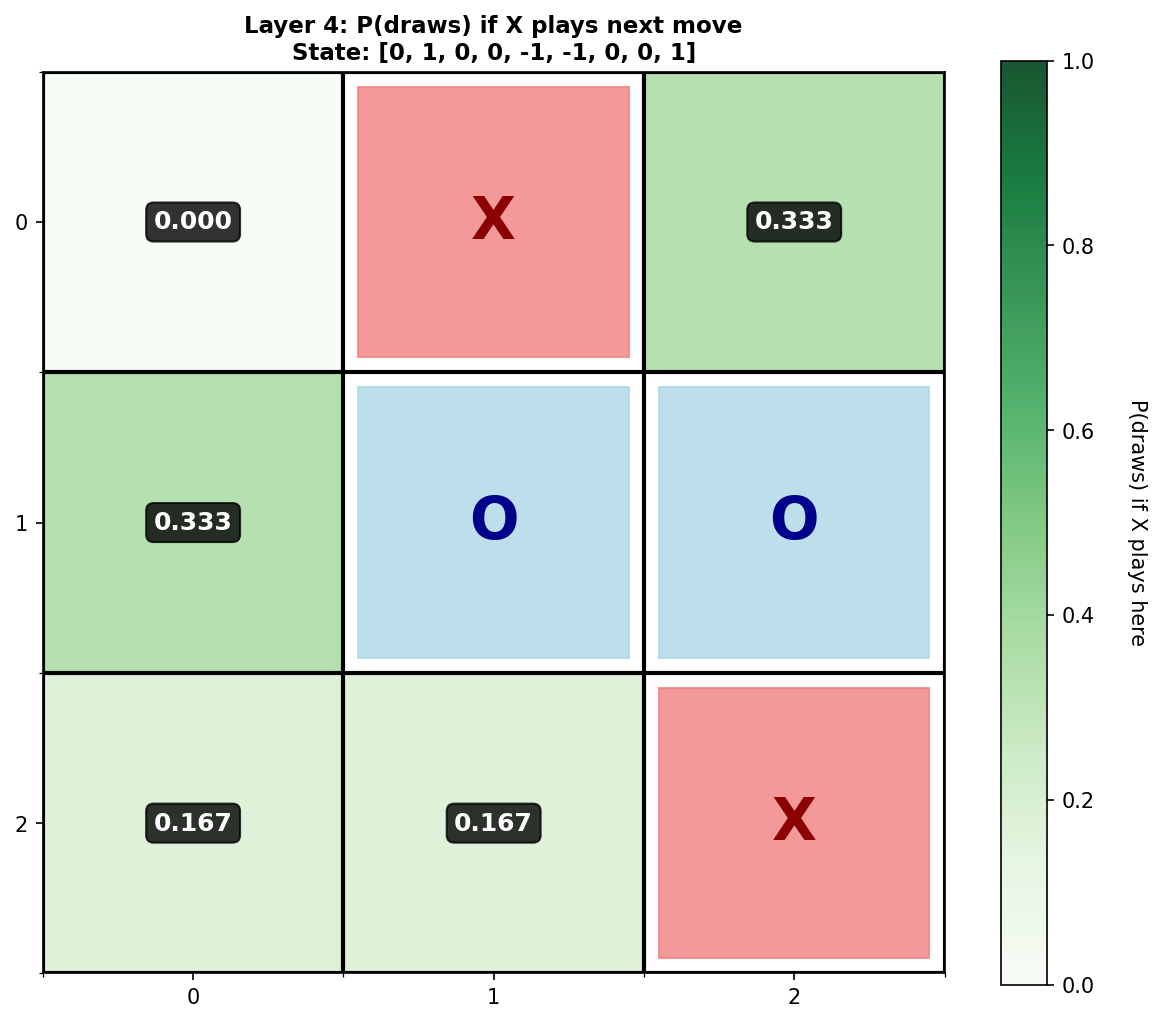 Layer 4: P(draws) if X plays next move
State: [0, 1, 0, 0, -1, -1, 0, 0, 1]
0
0.000
X
0.333
1
0.333
O
O
2
0.167
0.167
X
0
1
2
1.0
0.8
0.6
0.4
0.2
0.0
P(draws) if X plays here